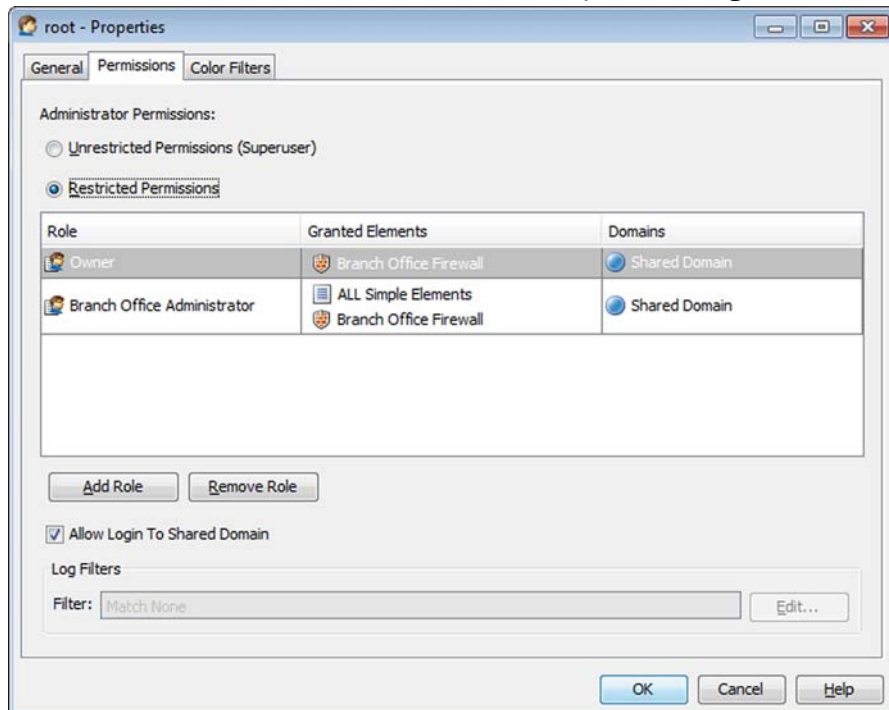 root - Properties
General Permissions Color Filters
Administrator Permissions:
Unrestricted Permissions (Superuser)
Restricted Permissions
Role Granted Elements Domains
Owner Branch Office Firewall Shared Domain
Branch Office Administrator ALL Simple Elements Shared Domain
Branch Office Firewall
Add Role Remove Role
Allow Login To Shared Domain
Log Filters
Filter: Match None Edit...
OK Cancel Help